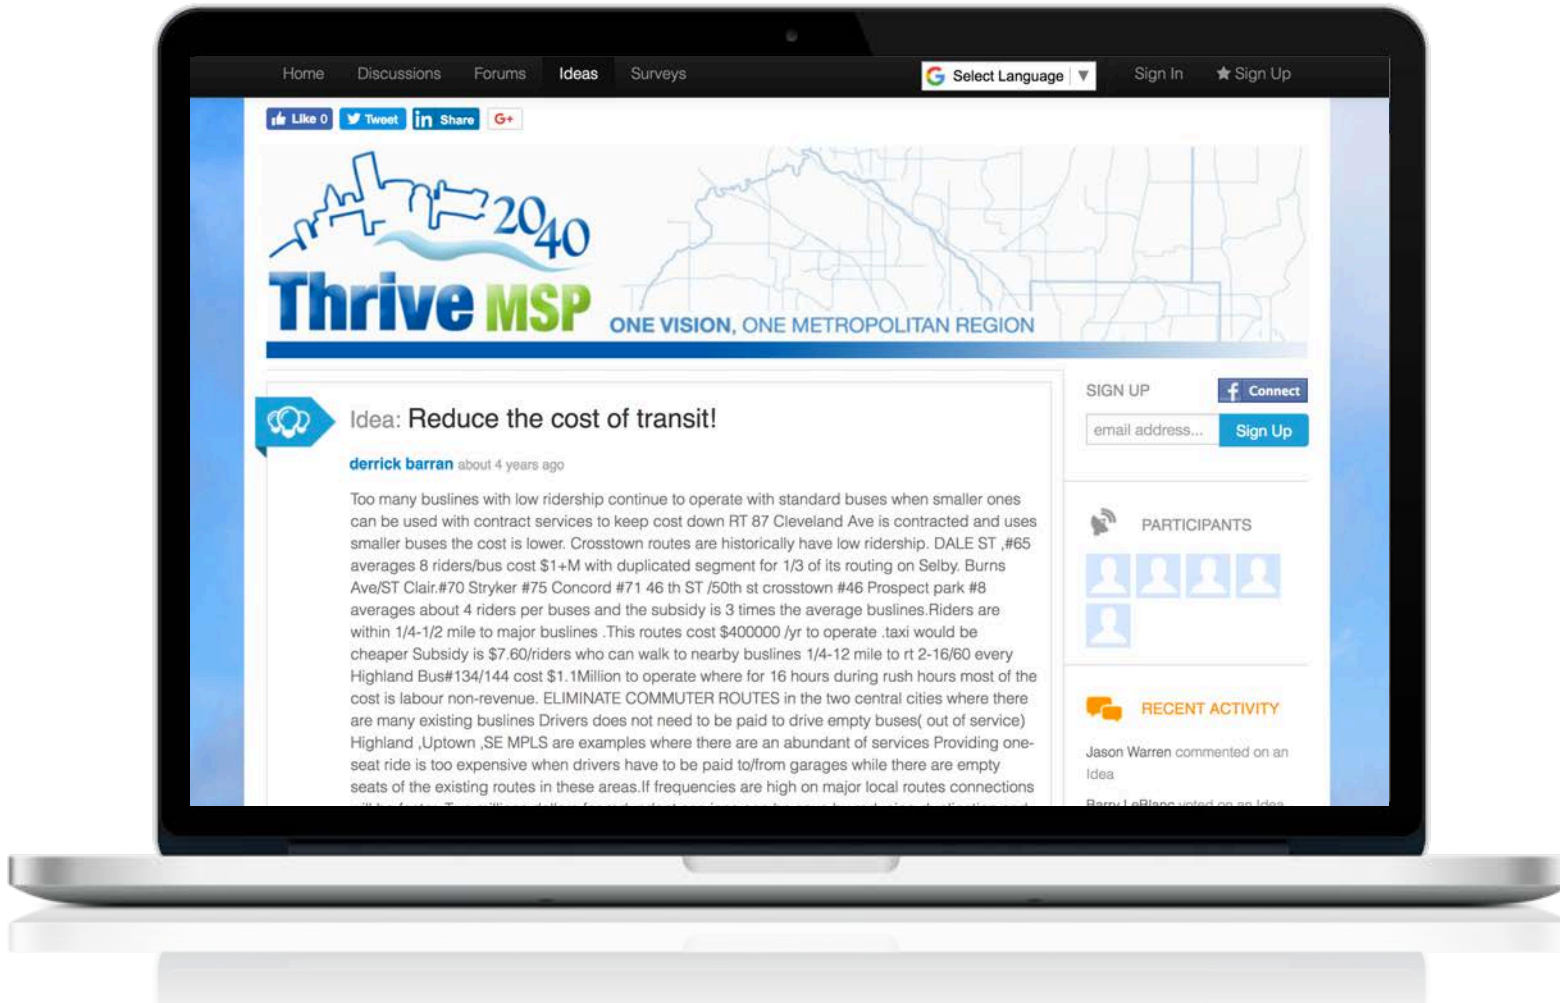 Home Discussions Forums Ideas Surveys Select Language ▼ Sign In ★ Sign Up
Like 0 Tweet in Share G+
2040
Thrive MSP ONE VISION, ONE METROPOLITAN REGION
Idea: Reduce the cost of transit!
derrick barran about 4 years ago
Too many buslines with low ridership continue to operate with standard buses when smaller ones
can be used with contract services to keep cost down RT 87 Cleveland Ave is contracted and uses
smaller buses the cost is lower. Crosstown routes are historically have low ridership. DALE ST ,#65
averages 8 riders/bus cost $1+M with duplicated segment for 1/3 of its routing on Selby. Burns
Ave/ST Clair.#70 Stryker #75 Concord #71 46 th ST /50th st crosstown #46 Prospect park #8
averages about 4 riders per buses and the subsidy is 3 times the average buslines.Riders are
within 1/4-1/2 mile to major buslines .This routes cost $400000 /yr to operate .taxi would be
cheaper Subsidy is $7.60/riders who can walk to nearby buslines 1/4-12 mile to rt 2-16/60 every
Highland Bus#134/144 cost $1.1Million to operate where for 16 hours during rush hours most of the
cost is labour non-revenue. ELIMINATE COMMUTER ROUTES in the two central cities where there
are many existing buslines Drivers does not need to be paid to drive empty buses( out of service)
Highland ,Uptown ,SE MPLS are examples where there are an abundant of services Providing one-
seat ride is too expensive when drivers have to be paid to/from garages while there are empty
seats of the existing routes in these areas.If frequencies are high on major local routes connections
SIGN UP f Connect
email address... Sign Up
PARTICIPANTS
RECENT ACTIVITY
Jason Warren commented on an
Idea
Barry LeBlanc voted on an Idea